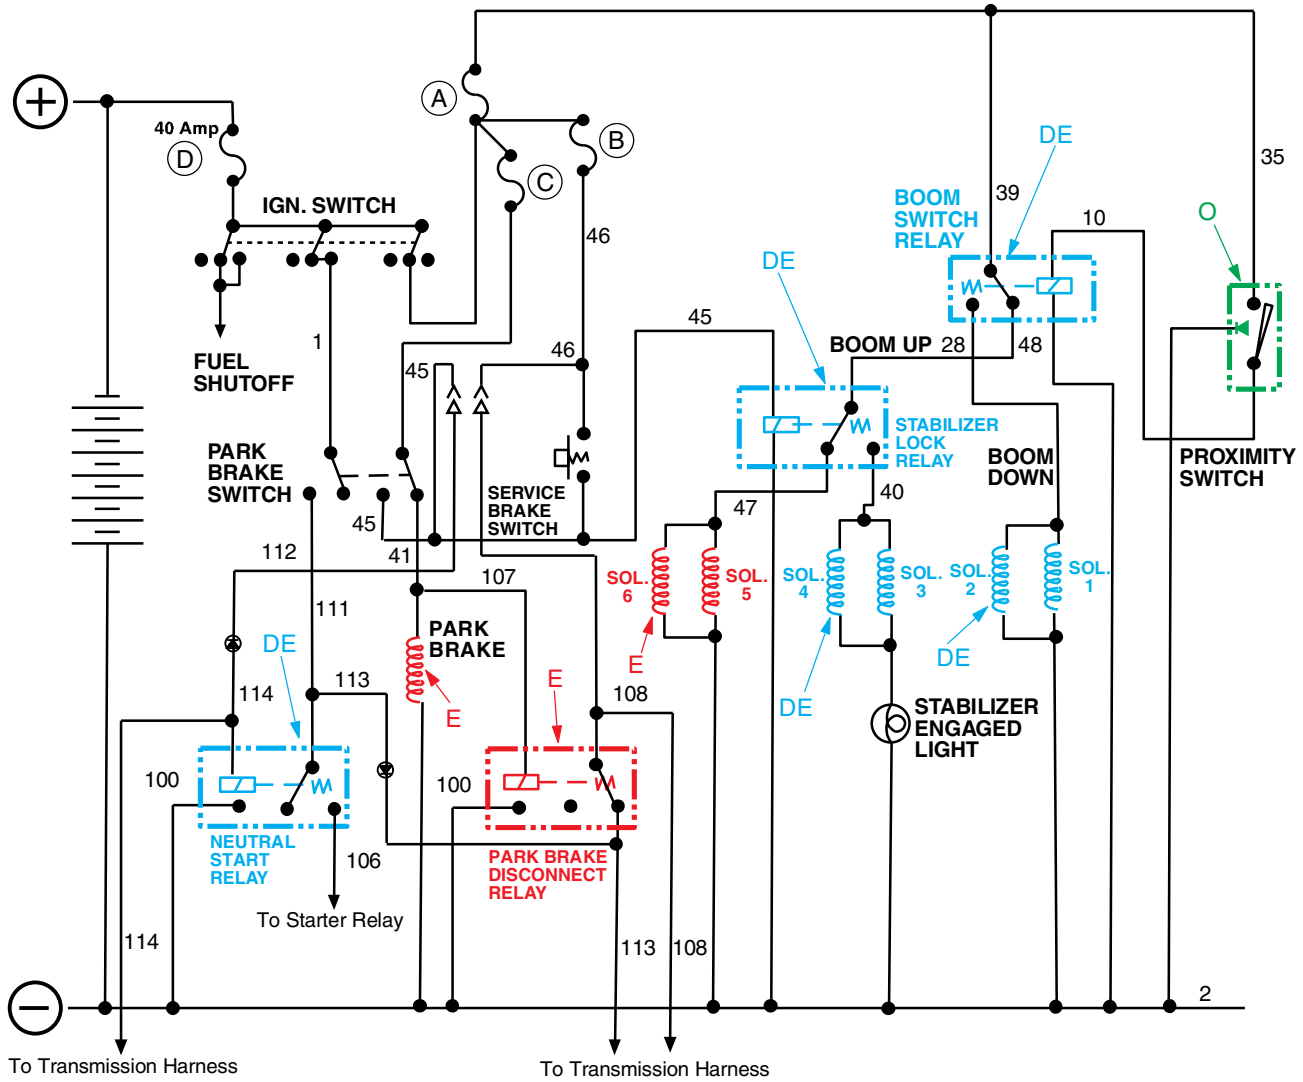 A
40 Amp
D
B
C
DE
35
IGN. SWITCH
BOOM
SWITCH
RELAY
39
10
O
46
DE
1
45
46
45
BOOM UP
28
48
FUEL
SHUTOFF
STABILIZER
LOCK
RELAY
PARK
BRAKE
SWITCH
BOOM
DOWN
PROXIMITY
SWITCH
SERVICE
BRAKE
SWITCH
45
40
47
112
41
107
111
SOL.
6
SOL.
5
SOL.
4
SOL.
3
SOL.
2
SOL.
1
PARK
BRAKE
DE
E
DE
114
113
E
E
108
DE
STABILIZER
ENGAGED
LIGHT
100
100
NEUTRAL
START
RELAY
106
PARK BRAKE
DISCONNECT
RELAY
To Starter Relay
114
113
108
2
To Transmission Harness
To Transmission Harness